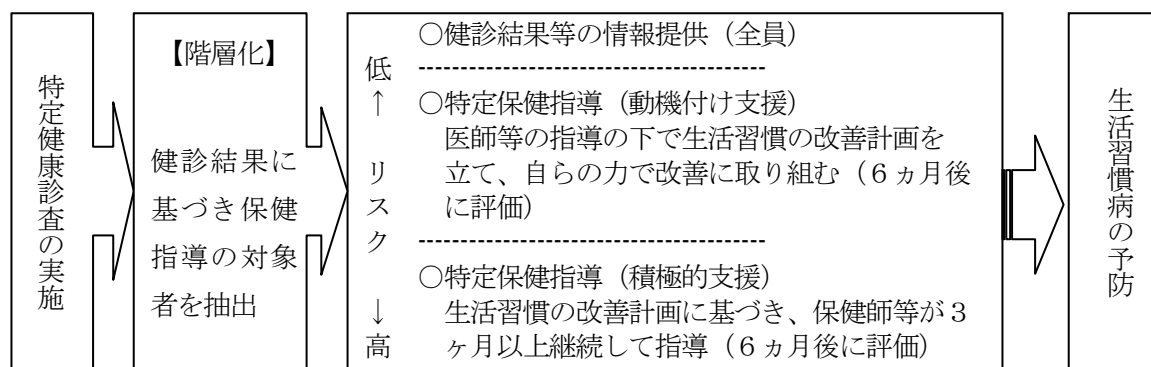 特定健康診査の実施
【階層化】
健診結果に
基づき保健
指導の対象
者を抽出
低
↑
リ
ス
ク
↓
高
○健診結果等の情報提供（全員）
-----------------------------------------
○特定保健指導（動機付け支援）
医師等の指導の下で生活習慣の改善計画を
立て、自らの力で改善に取り組む（６ヵ月後
に評価）
-----------------------------------------
○特定保健指導（積極的支援）
生活習慣の改善計画に基づき、保健師等が３
ヶ月以上継続して指導（６ヵ月後に評価）
生活習慣病の予防